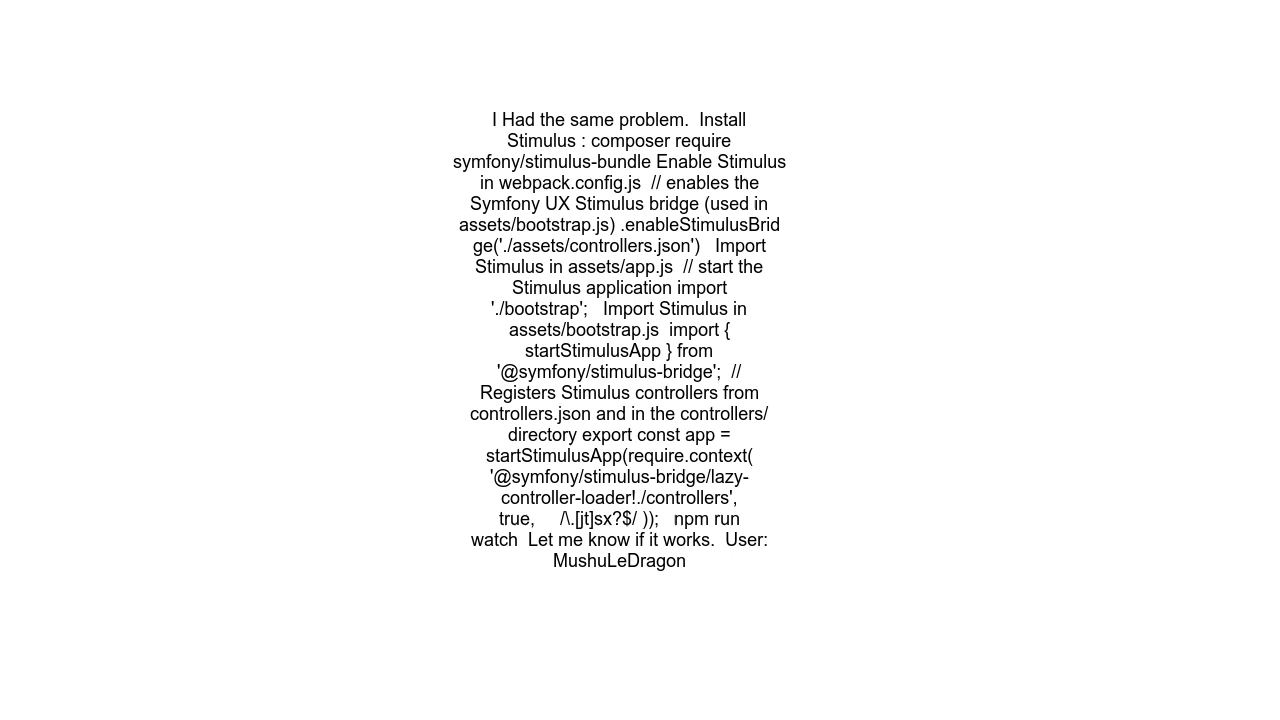 I Had the same problem.  Install
Stimulus : composer require
symfony/stimulus-bundle Enable Stimulus
in webpack.config.js  // enables the
Symfony UX Stimulus bridge (used in
assets/bootstrap.js) .enableStimulusBrid
ge('./assets/controllers.json')   Import
Stimulus in assets/app.js  // start the
Stimulus application import
'./bootstrap';   Import Stimulus in
assets/bootstrap.js  import {
startStimulusApp } from
'@symfony/stimulus-bridge';  //
Registers Stimulus controllers from
controllers.json and in the controllers/
directory export const app =
startStimulusApp(require.context(
'@symfony/stimulus-bridge/lazy-
controller-loader!./controllers',
true,     /\.[jt]sx?$/ ));   npm run
watch  Let me know if it works.  User:
MushuLeDragon